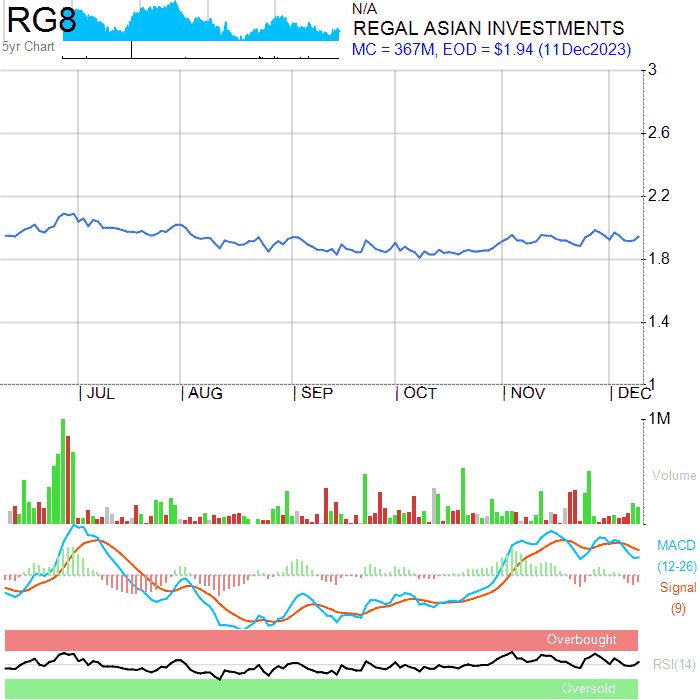 RG8
5yr Chart
N/A
REGAL ASIAN INVESTMENTS
MC = 367M, EOD = $1.94 (11Dec2023)
3
2.6
2.2
1.8
1.4
1
JUL AUG SEP OCT NOV DEC
1M
Volume
MACD
(12-26)
Signal
(9)
Overbought
RSI(14)
Oversold